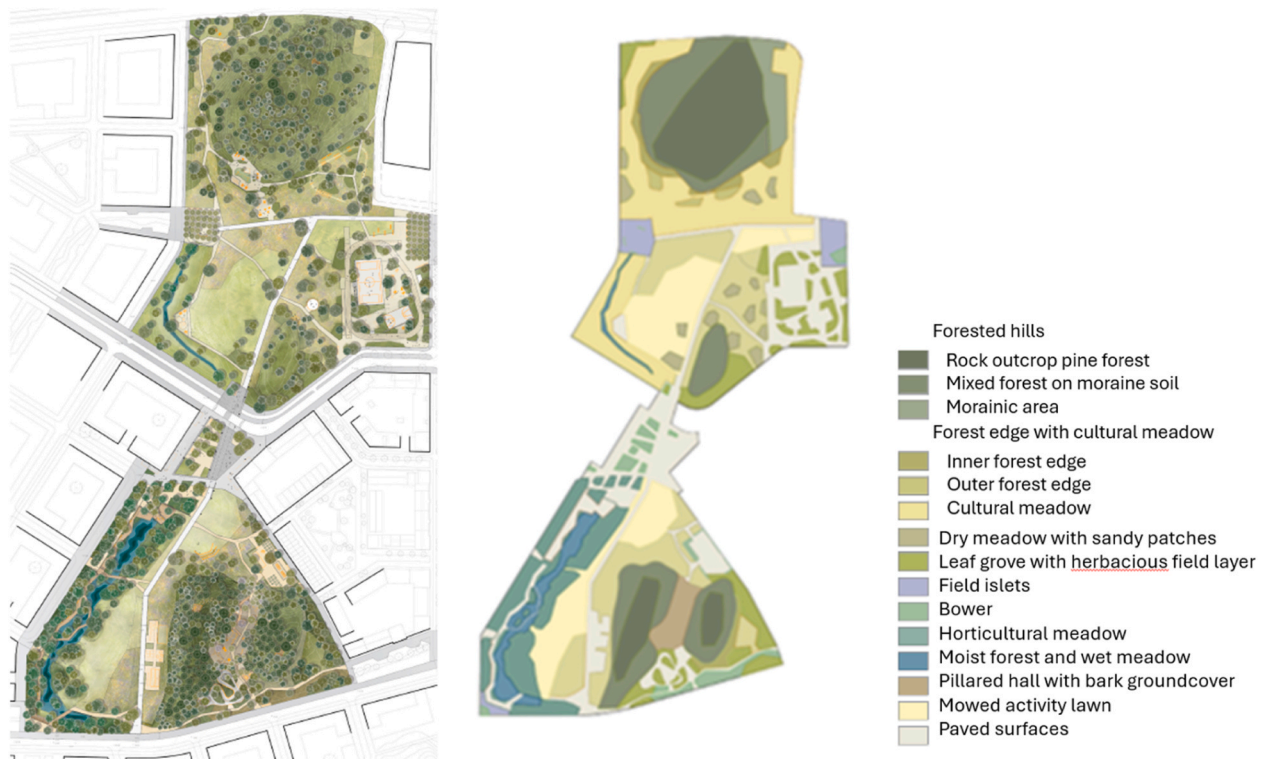 Forested hills
Rock outcrop pine forest
Mixed forest on moraine soil
Morainic area
Forest edge with cultural meadow
Inner forest edge
Outer forest edge
Cultural meadow
Dry meadow with sandy patches
Leaf grove with herbacious field layer
Field islets
Bower
Horticultural meadow
Moist forest and wet meadow
Pillared hall with bark groundcover
Mowed activity lawn
Paved surfaces